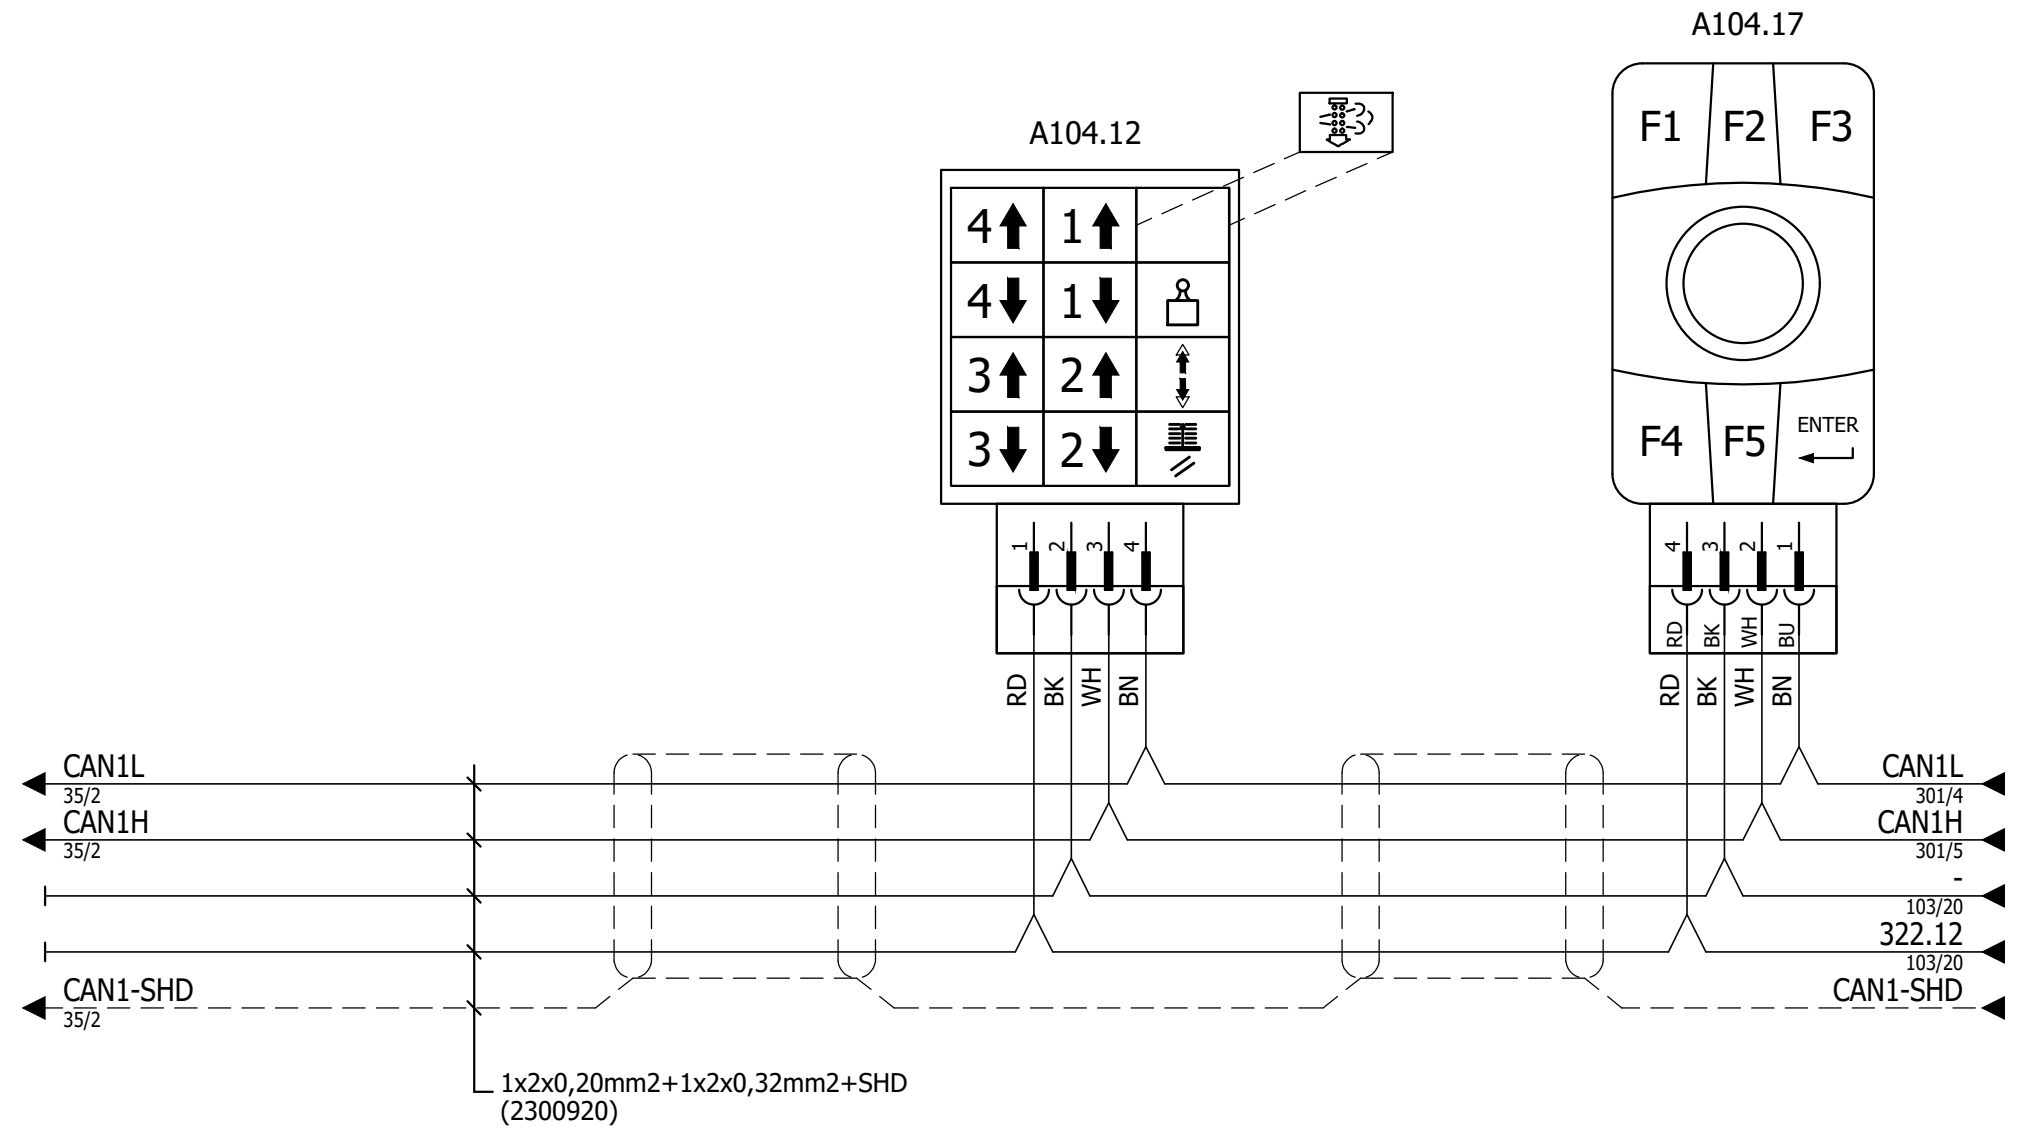 A104.17
A104.12
F1 F2 F3
4 1
4 1
3 2
3 2
F4 F5 ENTER
1 2 3 4
4 3 2 1
RD BK WH BU
RD BK WH BN
RD BK WH BN
CAN1L
35/2
CAN1H
35/2
CAN1-SHD
35/2
CAN1L
301/4
CAN1H
301/5
-
103/20
322.12
103/20
CAN1-SHD
1x2x0,20mm2+1x2x0,32mm2+SHD
(2300920)